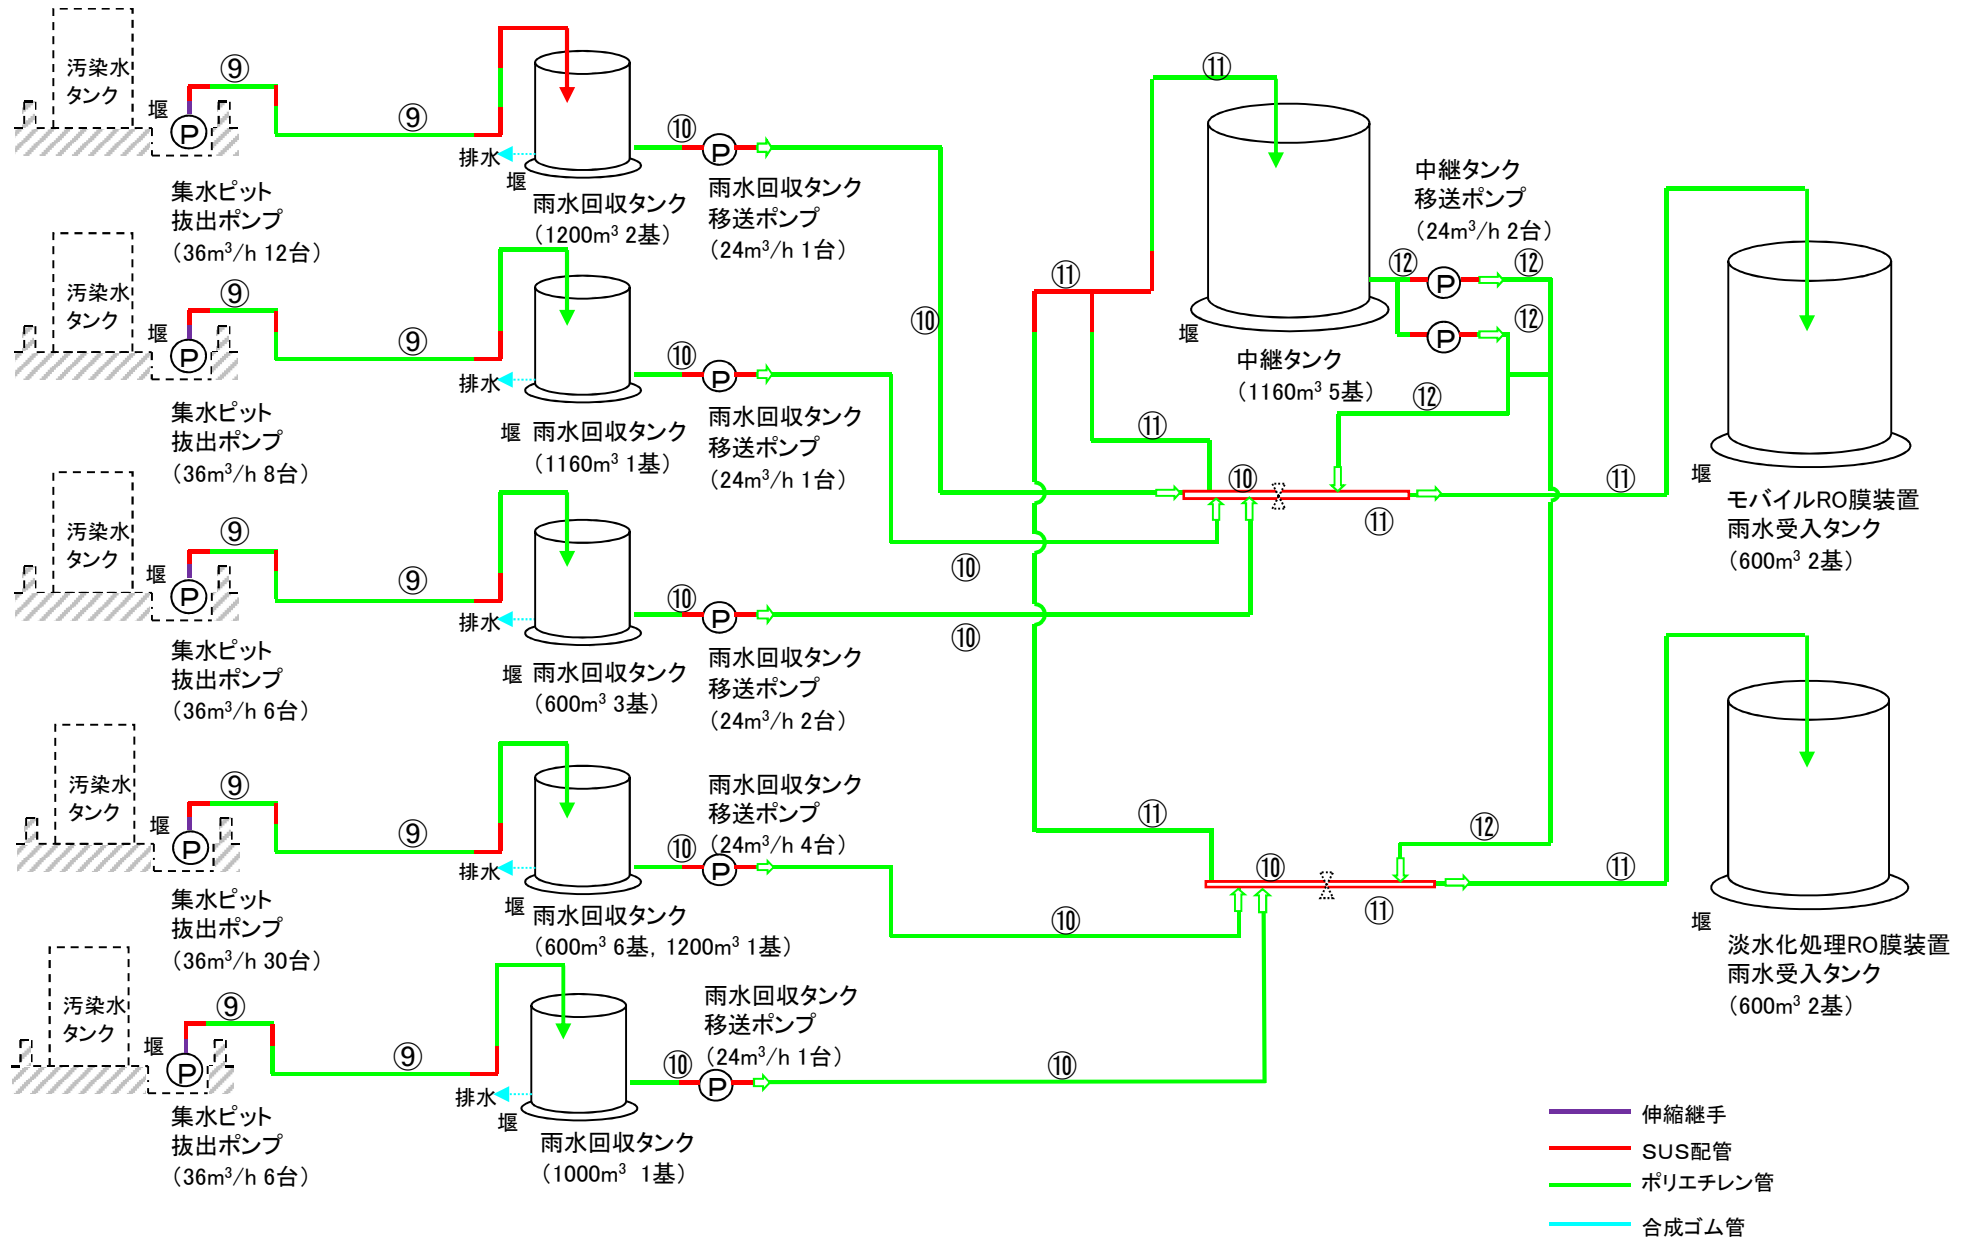 汚染水
タンク
堰
P
⑨
⑨
排水
堰
集水ピット
抜出ポンプ
（36m³/h 12台）
雨水回収タンク
（1200m³ 2基）
⑩
P
雨水回収タンク
移送ポンプ
（24m³/h 1台）
汚染水
タンク
堰
P
⑨
⑨
排水
堰
集水ピット
抜出ポンプ
（36m³/h 8台）
雨水回収タンク
（1160m³ 1基）
⑩
P
雨水回収タンク
移送ポンプ
（24m³/h 1台）
汚染水
タンク
堰
P
⑨
⑨
排水
堰
集水ピット
抜出ポンプ
（36m³/h 6台）
雨水回収タンク
（600m³ 3基）
⑩
P
雨水回収タンク
移送ポンプ
（24m³/h 2台）
汚染水
タンク
堰
P
⑨
⑨
排水
堰
集水ピット
抜出ポンプ
（36m³/h 30台）
雨水回収タンク
（600m³ 6基, 1200m³ 1基）
雨水回収タンク
移送ポンプ
（24m³/h 4台）
⑩
P
汚染水
タンク
堰
P
⑨
⑨
排水
堰
集水ピット
抜出ポンプ
（36m³/h 6台）
雨水回収タンク
（1000m³ 1基）
雨水回収タンク
移送ポンプ
（24m³/h 1台）
⑩
P
⑩
⑩
⑩
⑩
⑩
⑪
⑪
⑪
⑪
堰
中継タンク
（1160m³ 5基）
中継タンク
移送ポンプ
（24m³/h 2台）
⑫
P
⑫
P
⑫
⑫
⑩
⑪
⑪
⑫
⑩
⑪
⑪
堰
モバイルRO膜装置
雨水受入タンク
（600m³ 2基）
堰
淡水化処理RO膜装置
雨水受入タンク
（600m³ 2基）
伸縮継手
SUS配管
ポリエチレン管
合成ゴム管